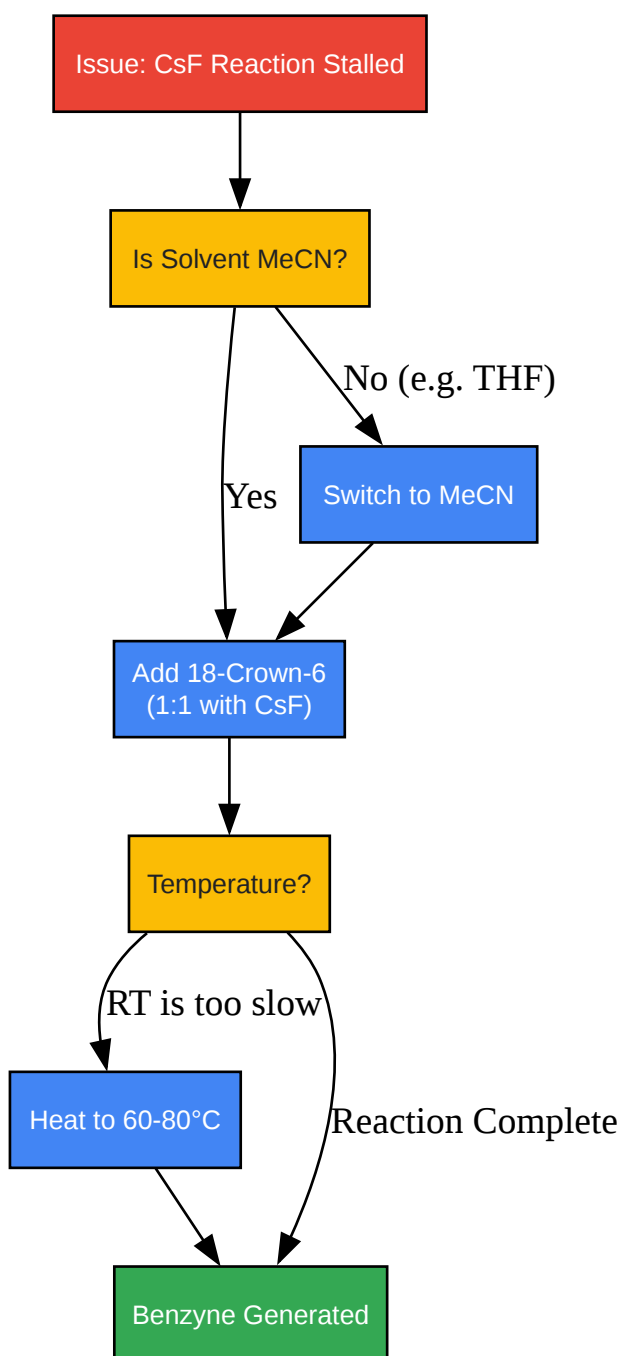 Issue: CsF Reaction Stalled
Is Solvent MeCN?
No (e.g. THF)
Yes
Switch to MeCN
Add 18-Crown-6
(1:1 with CsF)
Temperature?
RT is too slow
Heat to 60-80°C
Reaction Complete
Benzyne Generated